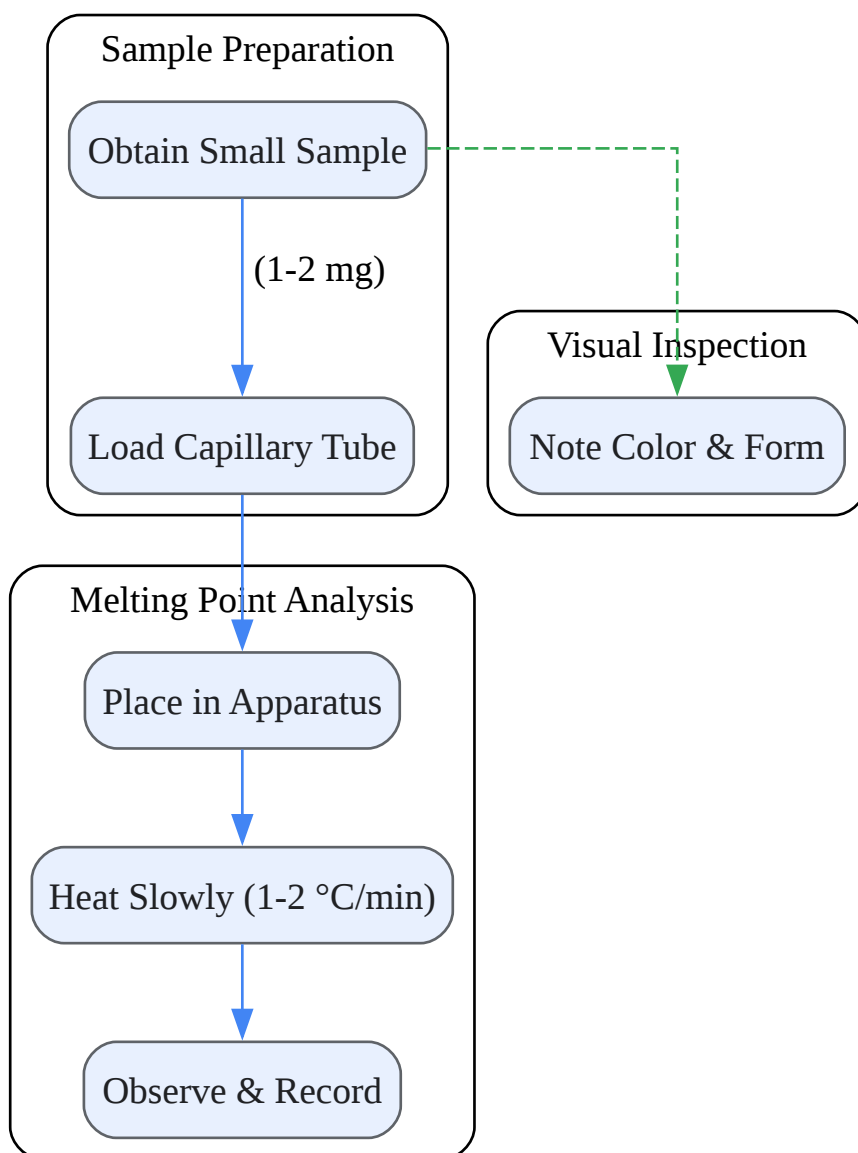 Sample Preparation
Obtain Small Sample
(1-2 mg)
Load Capillary Tube
Visual Inspection
Note Color & Form
Melting Point Analysis
Place in Apparatus
Heat Slowly (1-2 °C/min)
Observe & Record